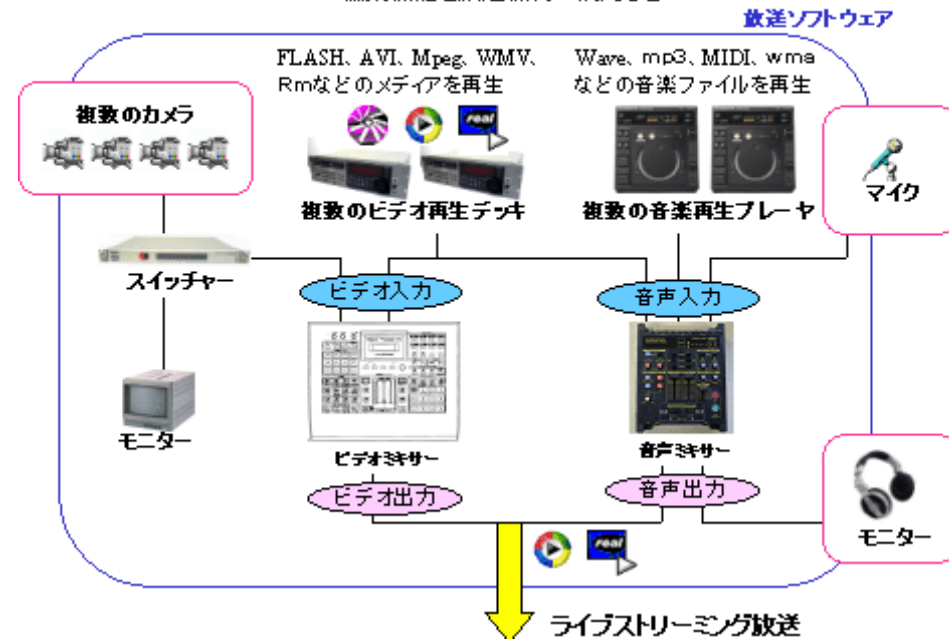 放送ソフトウェア
FLASH、AVI、Mpeg、WMV、
Rmなどのメディアを再生
Wave、mp3、MIDI、wma
などの音楽ファイルを再生
複数のカメラ
real
複数のビデオ再生デッキ
複数の音楽再生プレーヤ
マイク
スイッチャー
ビデオ入力
音声入力
モニター
ビデオミキサー
音声ミキサー
ビデオ出力
音声出力
モニター
real
ライブストリーミング放送